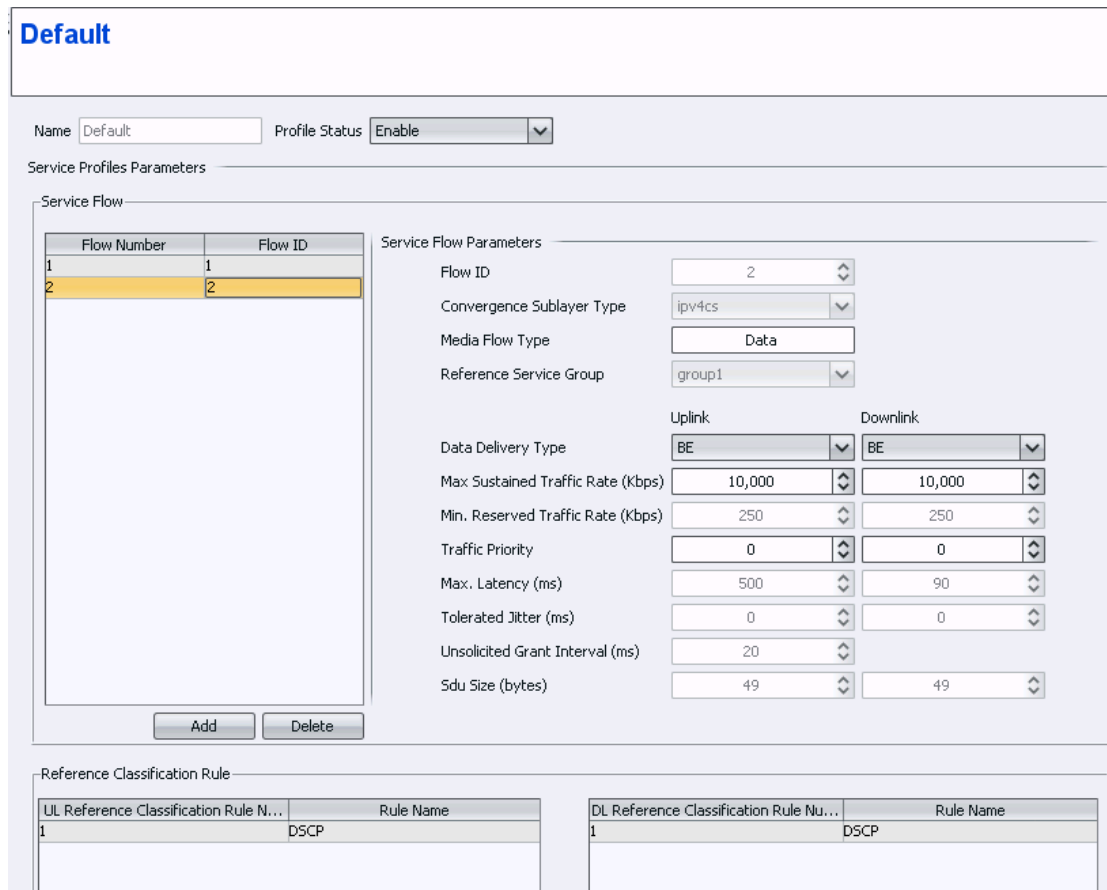 Default
Name Default Profile Status Enable
Service Profiles Parameters
Service Flow
Flow Number Flow ID
1 1
2 2
Add Delete
Service Flow Parameters
Flow ID 2
Convergence Sublayer Type ipv4cs
Media Flow Type Data
Reference Service Group group1
Uplink Downlink
Data Delivery Type BE BE
Max Sustained Traffic Rate (Kbps) 10,000 10,000
Min. Reserved Traffic Rate (Kbps) 250 250
Traffic Priority 0 0
Max. Latency (ms) 500 90
Tolerated Jitter (ms) 0 0
Unsolicited Grant Interval (ms) 20
Sdu Size (bytes) 49 49
Reference Classification Rule
UL Reference Classification Rule N... Rule Name
1 DSCP
DL Reference Classification Rule Nu... Rule Name
1 DSCP